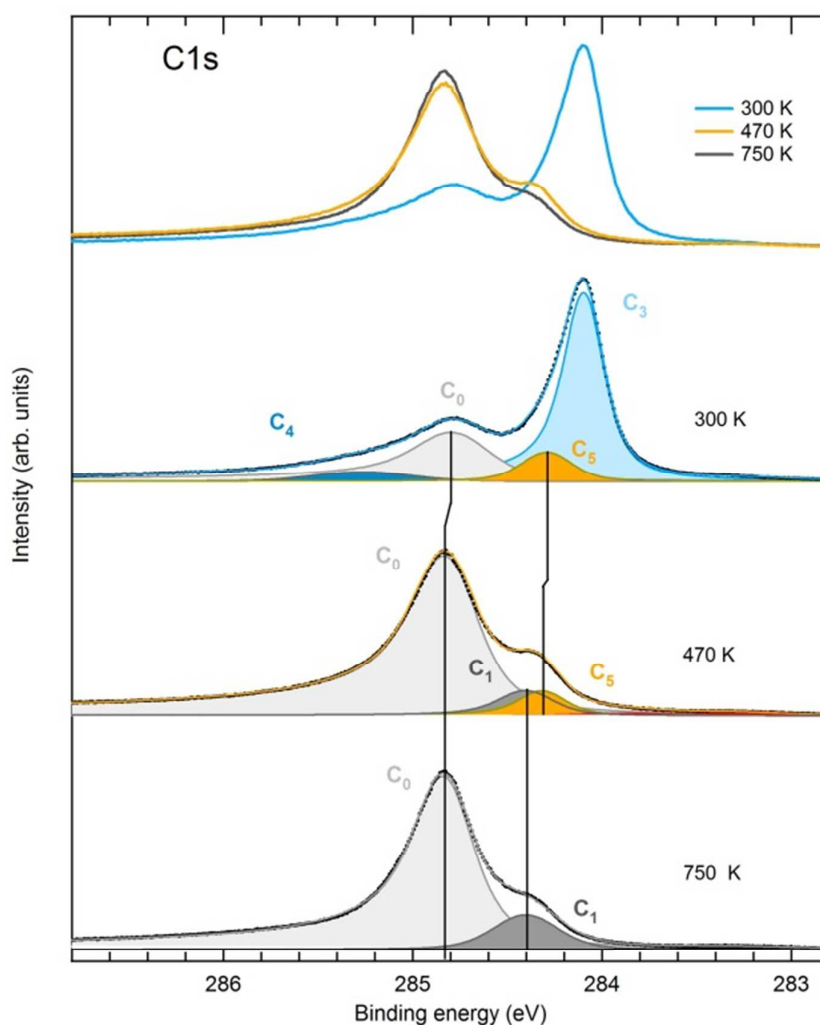 C1s
300 K
470 K
750 K
C3
C0
C4
300 K
C5
C0
470 K
C1
C5
C0
750 K
C1
Intensity (arb. units)
286
285
284
283
Binding energy (eV)